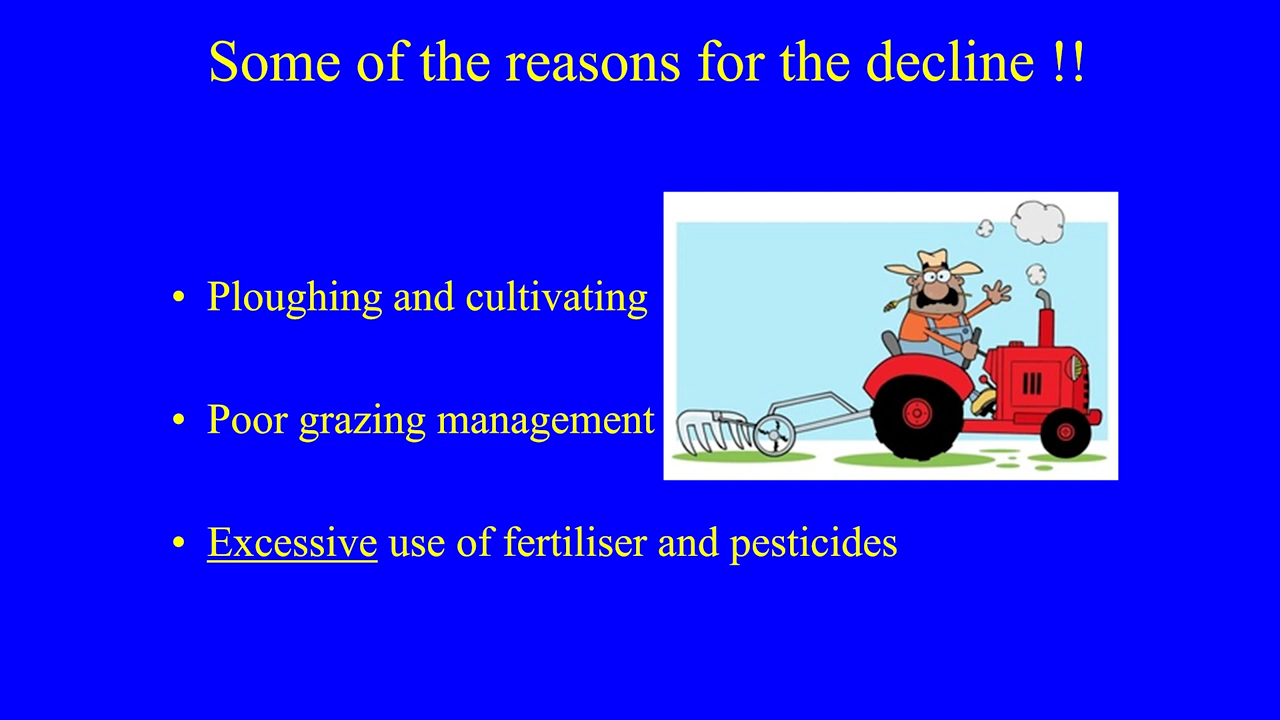 Some of the reasons for the decline !!
• Ploughing and cultivating
• Poor grazing management
• Excessive use of fertiliser and pesticides